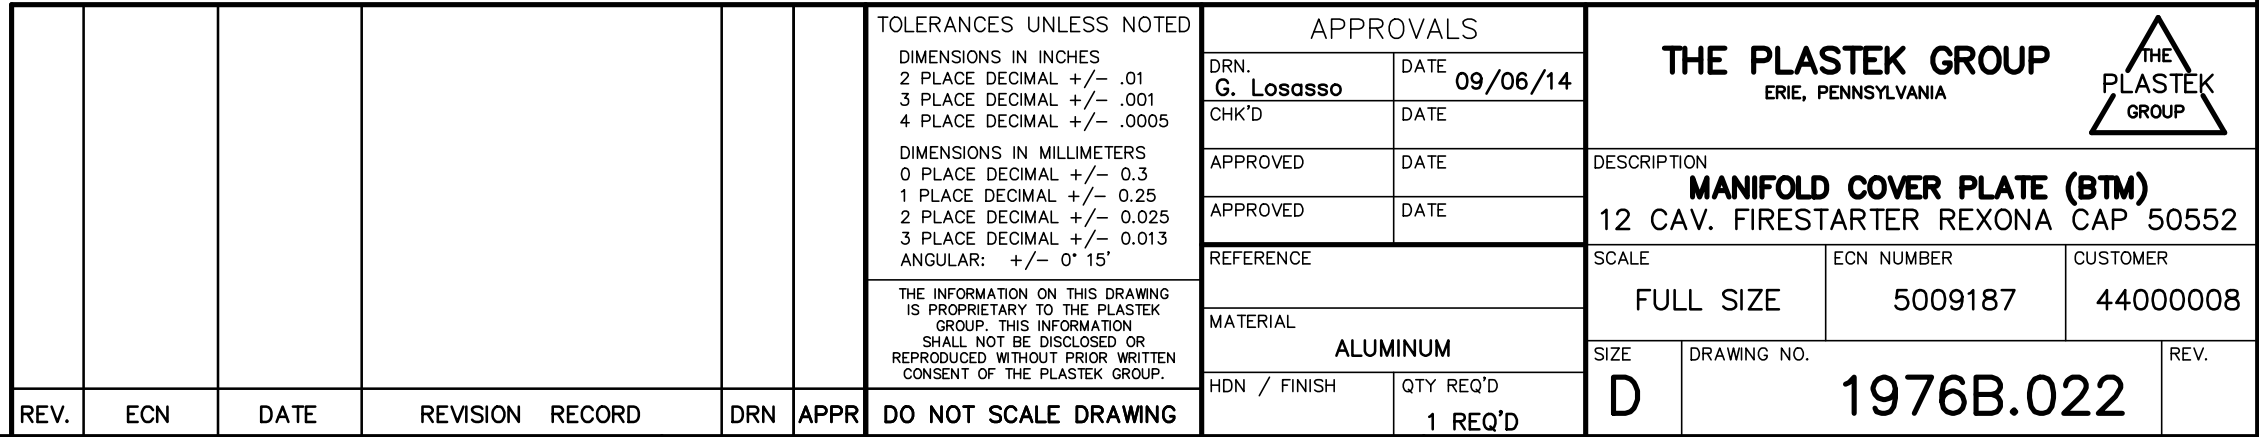 REV.
ECN
DATE
REVISION RECORD
DRN
APPR
TOLERANCES UNLESS NOTED
DIMENSIONS IN INCHES
2 PLACE DECIMAL +/- .01
3 PLACE DECIMAL +/- .001
4 PLACE DECIMAL +/- .0005
DIMENSIONS IN MILLIMETERS
0 PLACE DECIMAL +/- 0.3
1 PLACE DECIMAL +/- 0.25
2 PLACE DECIMAL +/- 0.025
3 PLACE DECIMAL +/- 0.013
ANGULAR: +/- 0° 15'
THE INFORMATION ON THIS DRAWING
IS PROPRIETARY TO THE PLASTEK
GROUP. THIS INFORMATION
SHALL NOT BE DISCLOSED OR
REPRODUCED WITHOUT PRIOR WRITTEN
CONSENT OF THE PLASTEK GROUP.
DO NOT SCALE DRAWING
APPROVALS
DRN.
G. Losasso
DATE
09/06/14
CHK'D
DATE
APPROVED
DATE
APPROVED
DATE
REFERENCE
MATERIAL
ALUMINUM
HDN / FINISH
QTY REQ'D
1 REQ'D
THE PLASTEK GROUP
ERIE, PENNSYLVANIA
THE
PLASTEK
GROUP
DESCRIPTION
MANIFOLD COVER PLATE (BTM)
12 CAV. FIRESTARTER REXONA CAP 50552
SCALE
FULL SIZE
ECN NUMBER
5009187
CUSTOMER
44000008
SIZE
D
DRAWING NO.
1976B.022
REV.